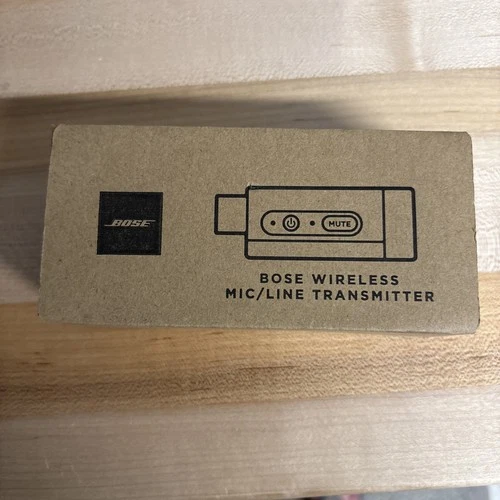 BOSE
MUTE
BOSE WIRELESS
MIC/LINE TRANSMITTER